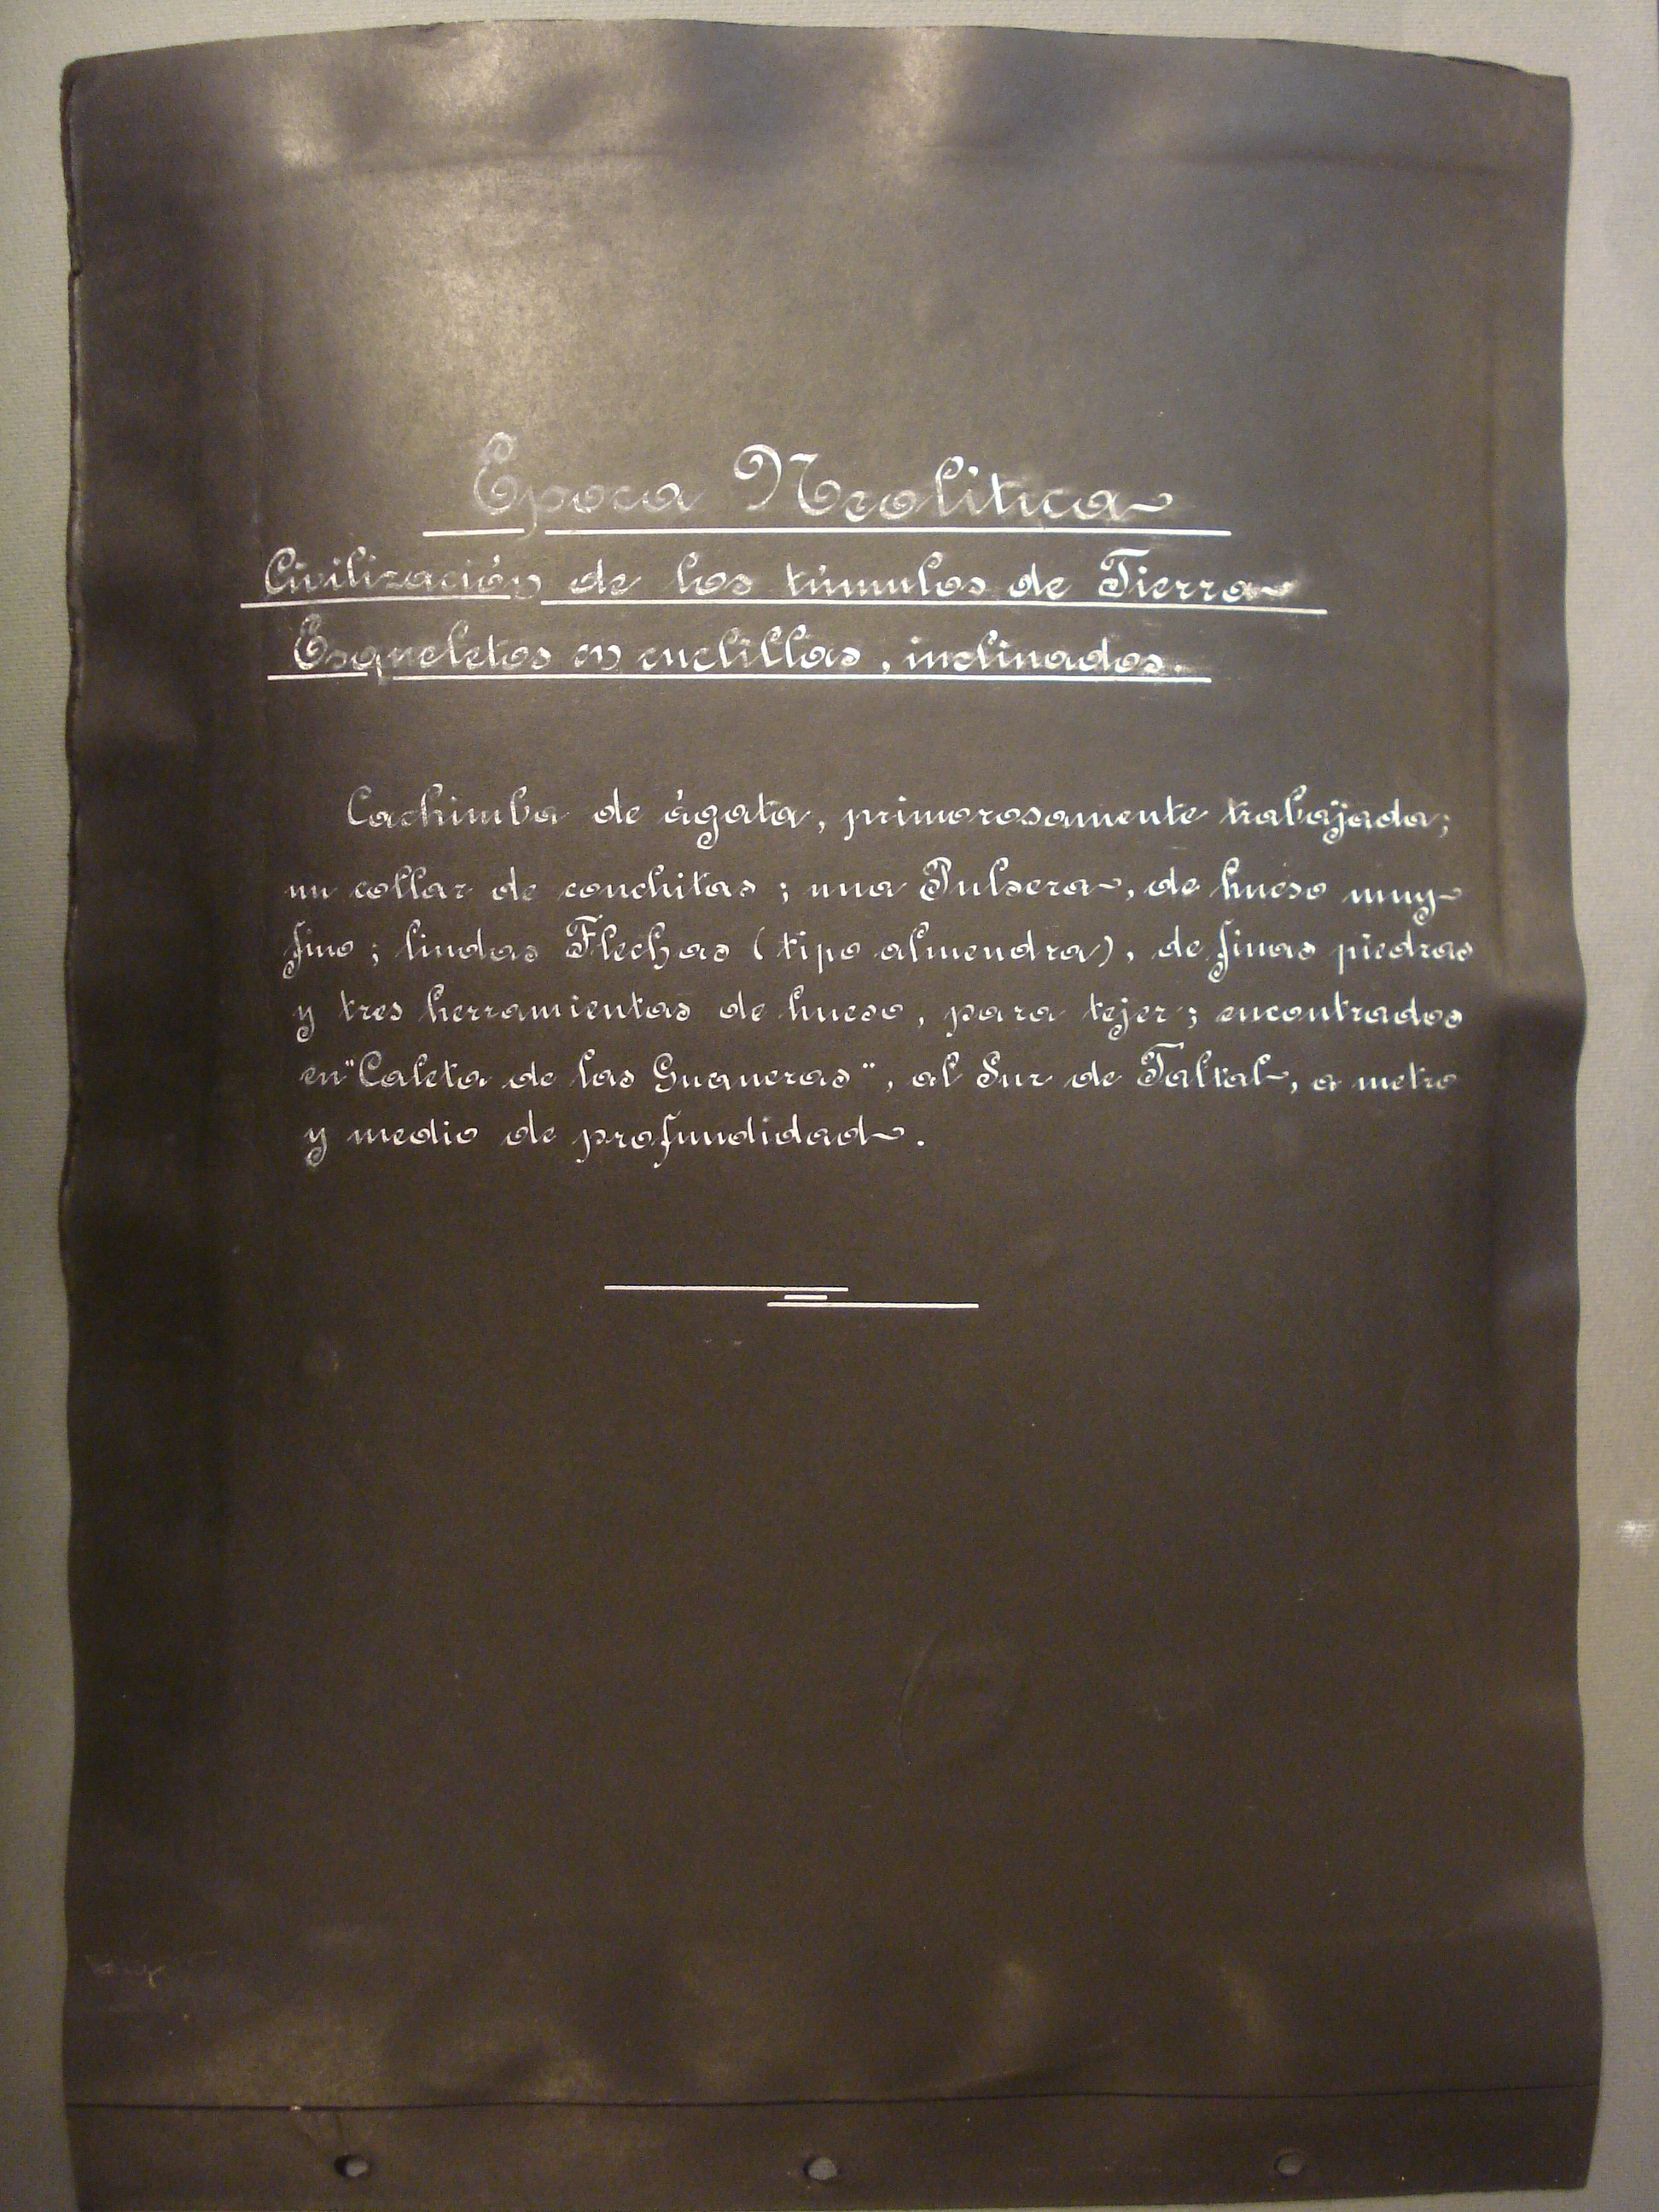 Epoca Neolítica
Civilización de los túmulos de Tierra
Esqueletos en cuclillas, inclinados.
Cachimba de ágata, primorosamente trabajada;
un collar de conchitas; una Pulsera, de hueso muy
fino; lindas Flechas (tipo almendra), de finas piedras
y tres herramientas de hueso, para tejer; encontrados
en "Caleta de las Guaneras", al Sur de Taltal, a metro
y medio de profundidad.